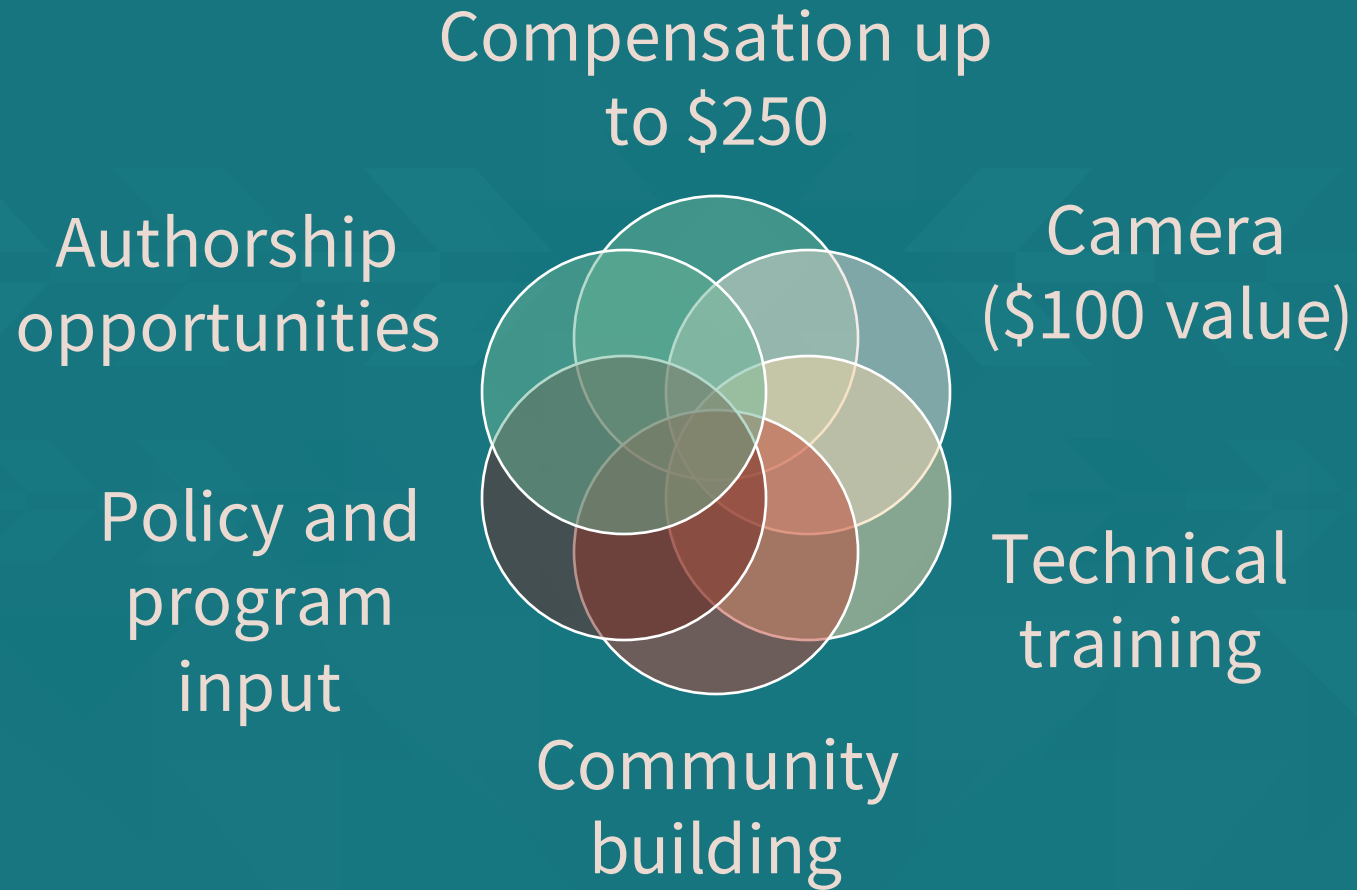 Compensation up
to $250
Camera
($100 value)
Technical
training
Community
building
Policy and
program
input
Authorship
opportunities